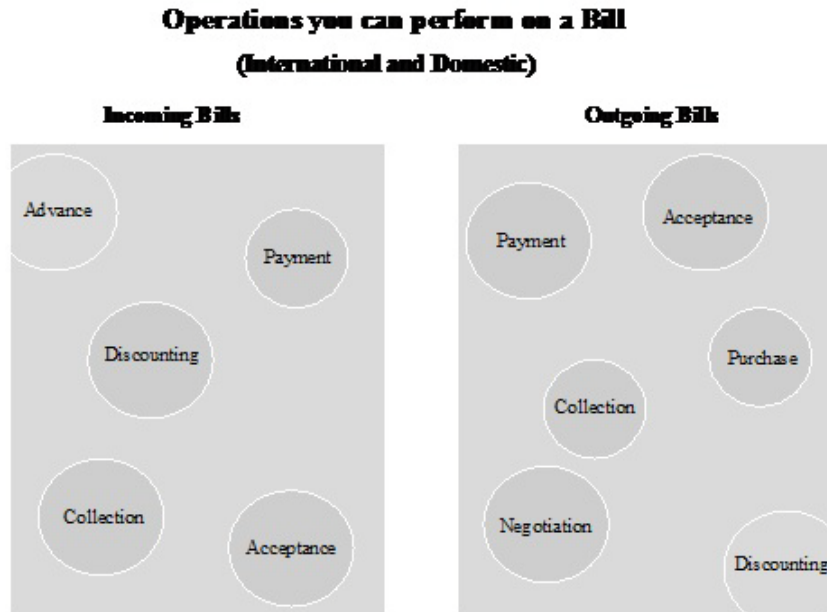 Operations you can perform on a Bill
(International and Domestic)
Incoming Bills
Advance
Payment
Discounting
Collection
Acceptance
Outgoing Bills
Payment
Acceptance
Purchase
Collection
Negotiation
Discounting